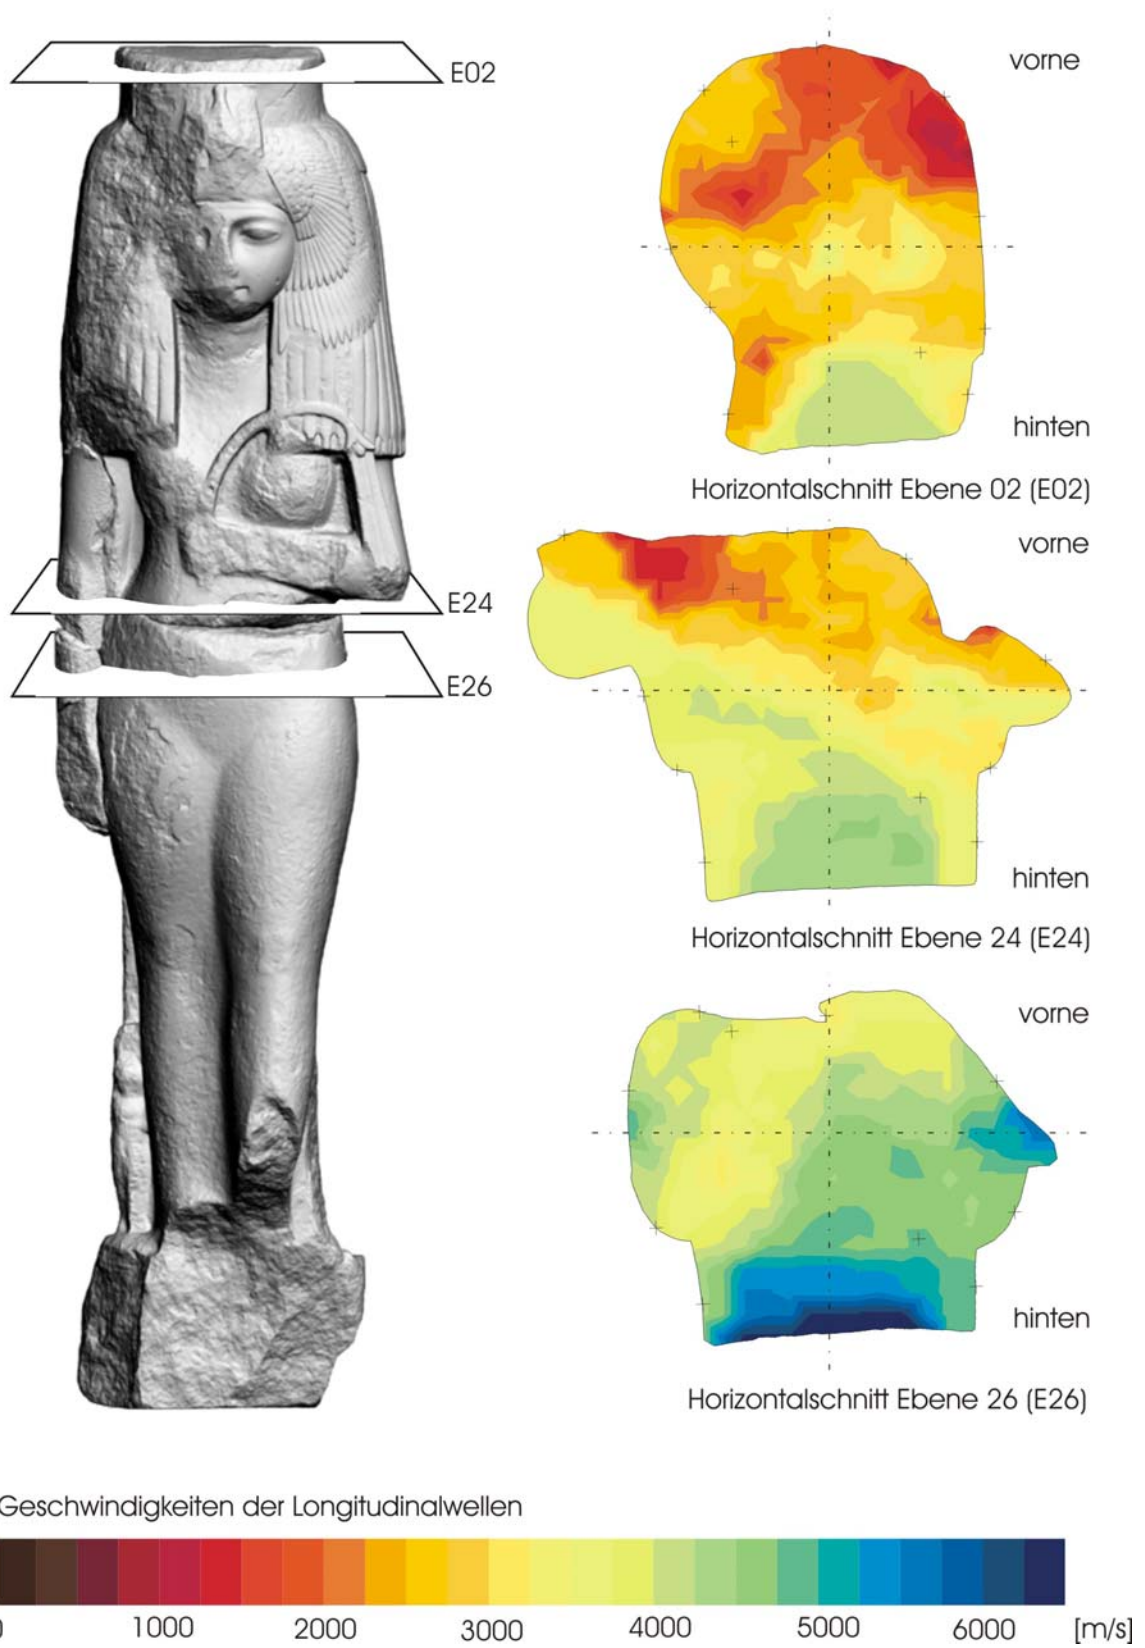 E02
E24
E26
vorne
hinten
Horizontalschnitt Ebene 02 (E02)
vorne
hinten
Horizontalschnitt Ebene 24 (E24)
vorne
hinten
Horizontalschnitt Ebene 26 (E26)
Geschwindigkeiten der Longitudinalwellen
0 1000 2000 3000 4000 5000 6000 [m/s]